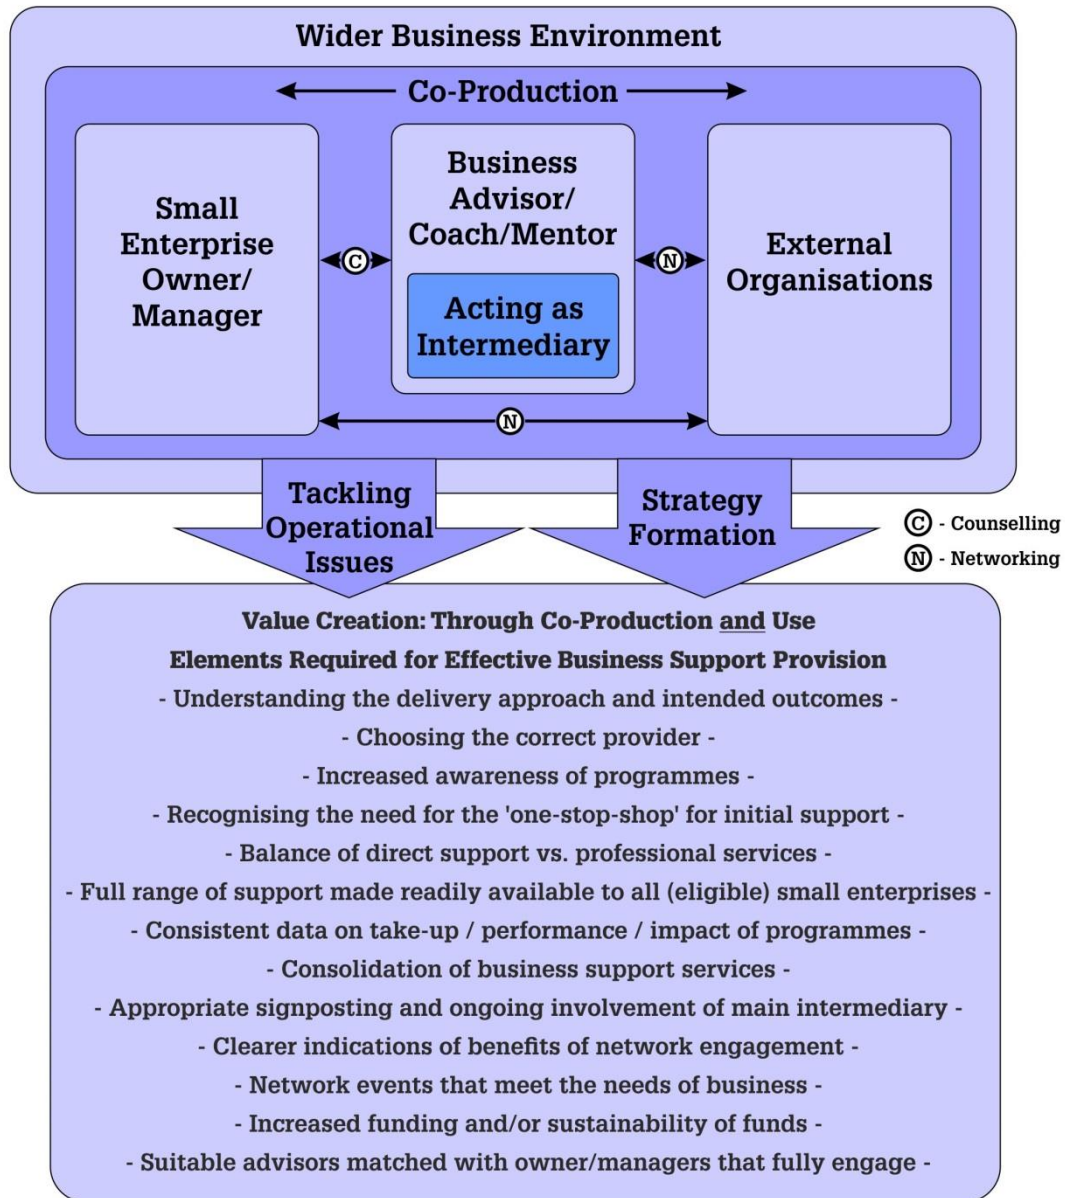 Wider Business Environment
Co-Production
Small
Enterprise
Owner/
Manager
C
Business
Advisor/
Coach/Mentor
Acting as
Intermediary
N
External
Organisations
N
Tackling
Operational
Issues
Strategy
Formation
C - Counselling
N - Networking
Value Creation: Through Co-Production and Use
Elements Required for Effective Business Support Provision
- Understanding the delivery approach and intended outcomes -
- Choosing the correct provider -
- Increased awareness of programmes -
- Recognising the need for the 'one-stop-shop' for initial support -
- Balance of direct support vs. professional services -
- Full range of support made readily available to all (eligible) small enterprises -
- Consistent data on take-up / performance / impact of programmes -
- Consolidation of business support services -
- Appropriate signposting and ongoing involvement of main intermediary -
- Clearer indications of benefits of network engagement -
- Network events that meet the needs of business -
- Increased funding and/or sustainability of funds -
- Suitable advisors matched with owner/managers that fully engage -